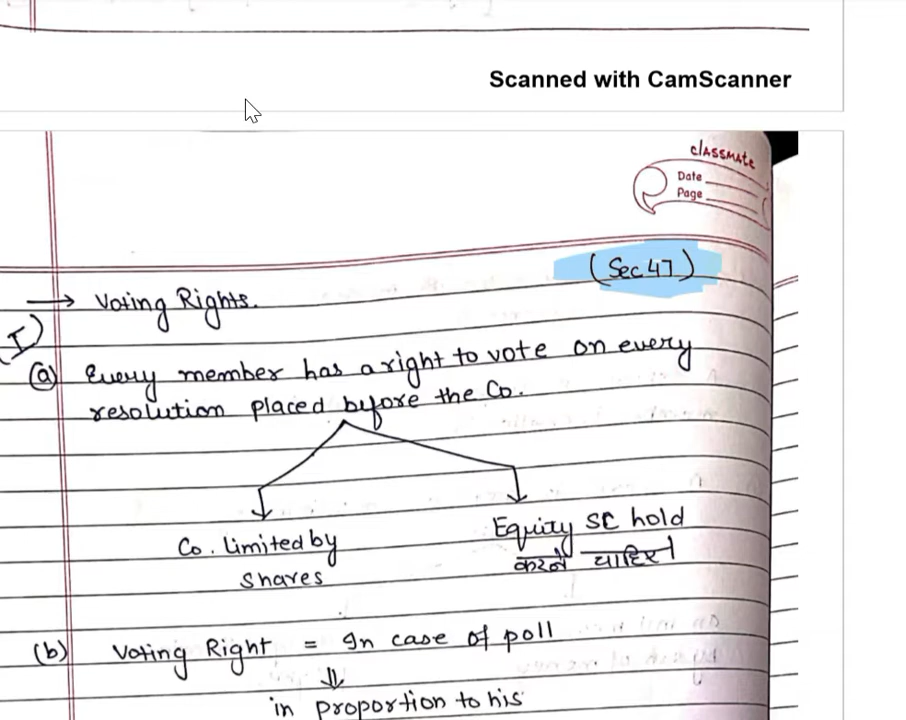 Scanned with CamScanner
classmate
Date
Page
(Sec 47)
→ Voting Rights.
(I)
(a) Every member has a right to vote on every
resolution placed before the Co.
Co. Limited by
Shares
Equity SC hold
करने चाहिए।
(b) Voting Right = In case of poll
⇓
in proportion to his